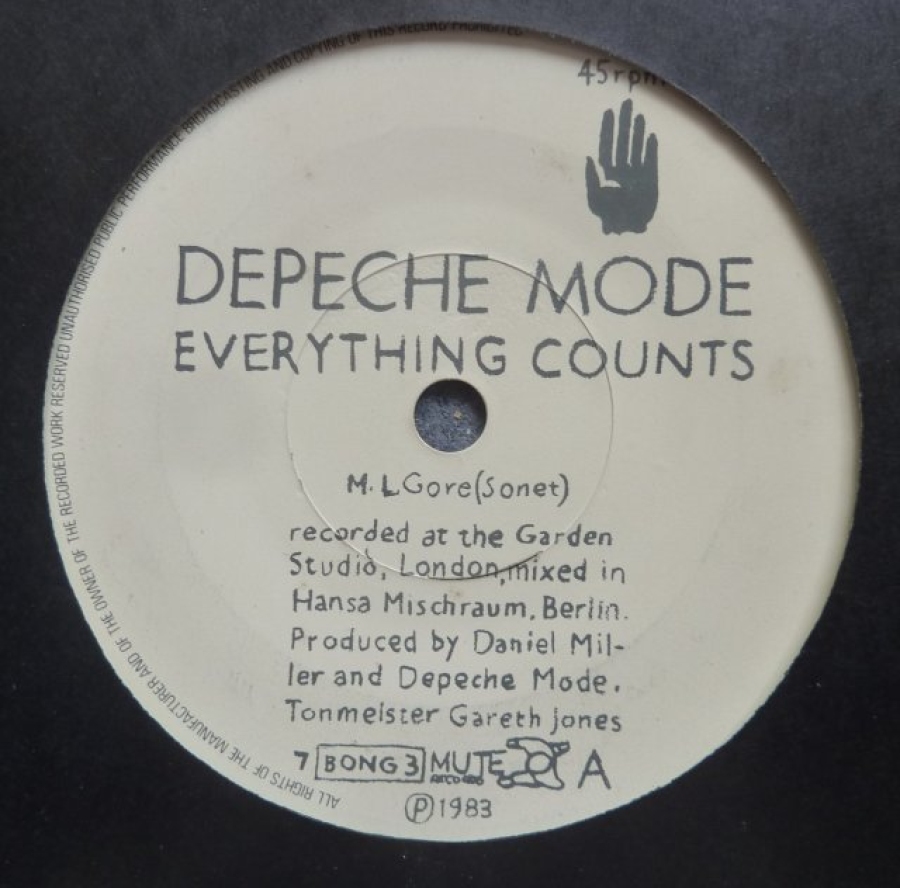 ALL RIGHTS OF THE MANUFACTURER AND OF THE OWNER OF THE RECORDED WORK RESERVED UNAUTHORISED PUBLIC PERFORMANCE BROADCASTING AND COPYING OF THIS RECORD PROHIBITED
45rpm
DEPECHE MODE
EVERYTHING COUNTS
M.L Gore (Sonet)
recorded at the Garden
Studio, London, mixed in
Hansa Mischraum, Berlin.
Produced by Daniel Mil-
ler and Depeche Mode.
Tonmeister Gareth Jones
7 BONG 3 MUTE RECORDS A
Ⓟ 1983